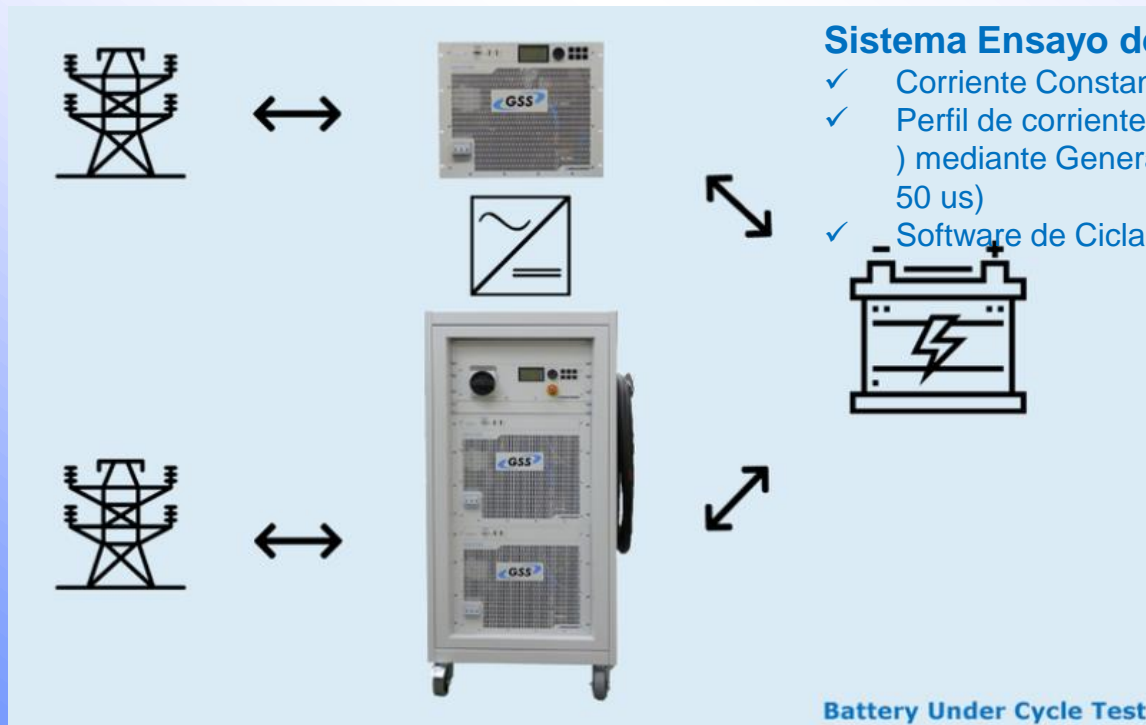 Sistema Ensayo de
✓ Corriente Constan
✓ Perfil de corriente
) mediante Genera
50 us)
✓ Software de Cicla
GSS
GSS
GSS
Battery Under Cycle Test